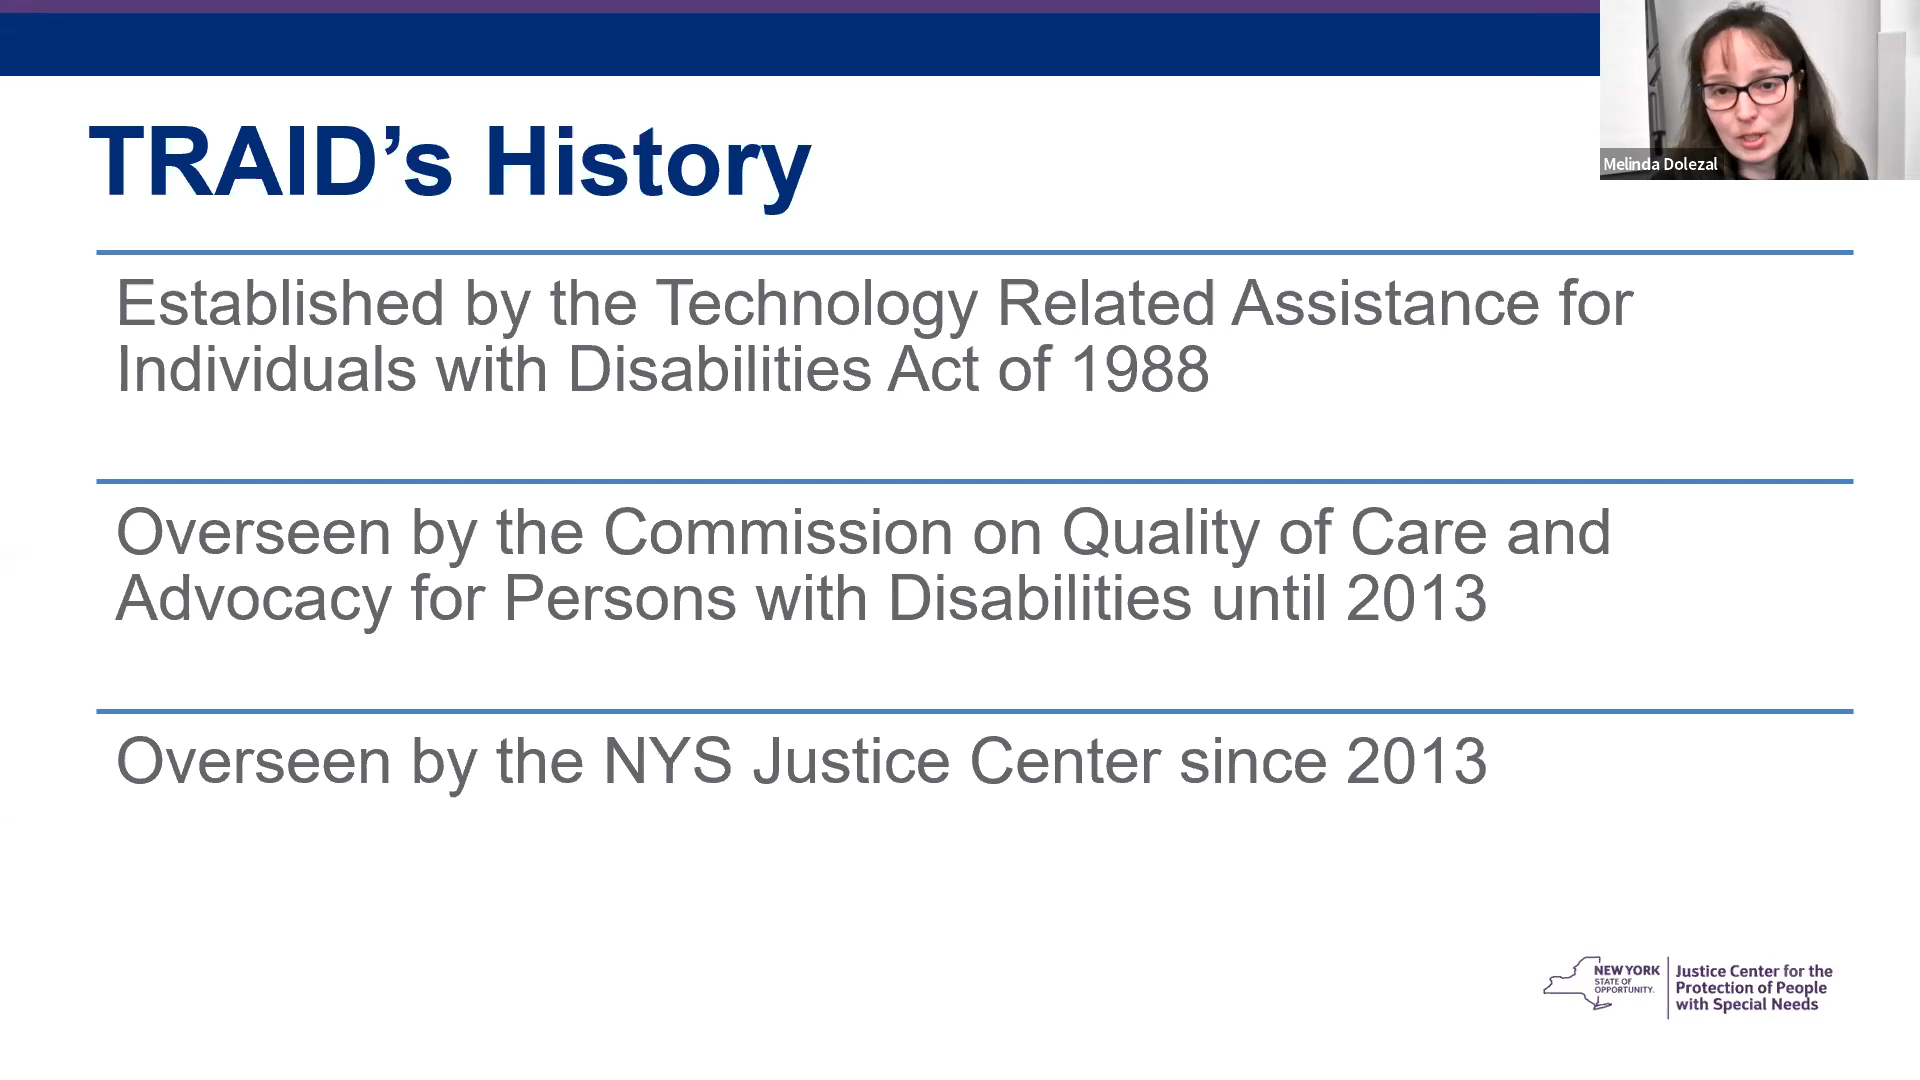 TRAID’s History
Melinda Dolezal
Established by the Technology Related Assistance for
Individuals with Disabilities Act of 1988
Overseen by the Commission on Quality of Care and
Advocacy for Persons with Disabilities until 2013
Overseen by the NYS Justice Center since 2013
NEW YORK
STATE OF
OPPORTUNITY.
Justice Center for the
Protection of People
with Special Needs